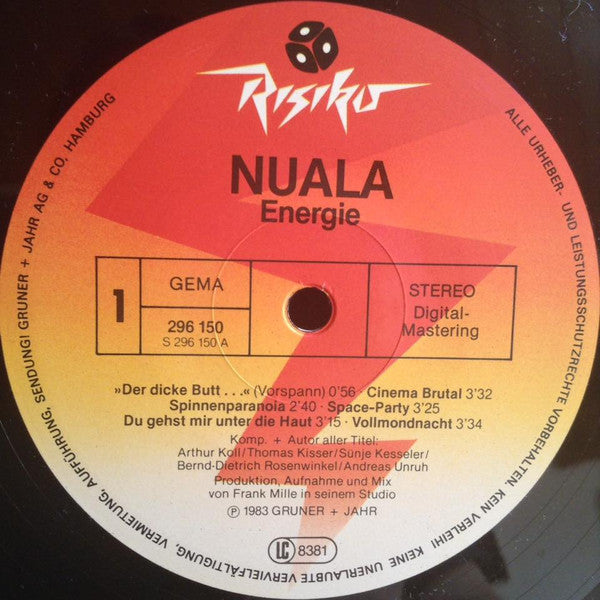 Risiko
NUALA
Energie
1
GEMA
296 150
S 296 150 A
STEREO
Digital-
Mastering
»Der dicke Butt . . .« (Vorspann) 0'56 · Cinema Brutal 3'32
Spinnenparanoia 2'40 · Space-Party 3'25
Du gehst mir unter die Haut 3'15 · Vollmondnacht 3'34
Komp. + Autor aller Titel:
Arthur Koll/Thomas Kisser/Sünje Kesseler/
Bernd-Dietrich Rosenwinkel/Andreas Unruh
Produktion, Aufnahme und Mix
von Frank Mille in seinem Studio
℗ 1983 GRUNER + JAHR
LC 8381
ALLE URHEBER- UND LEISTUNGSSCHUTZRECHTE VORBEHALTEN. KEIN VERLEIH! KEINE UNERLAUBTE VERVIELFÄLTIGUNG, VERMIETUNG, AUFFÜHRUNG, SENDUNG! GRUNER + JAHR AG & CO, HAMBURG